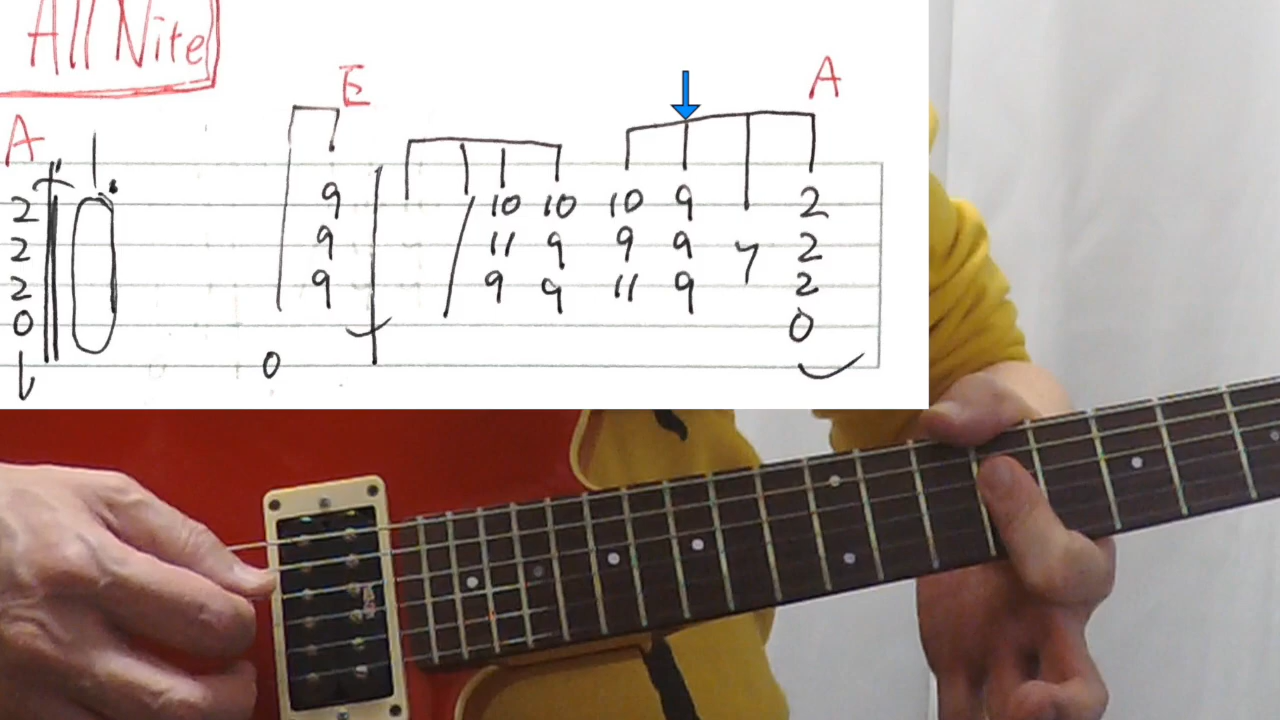 All Nite
E A
A
2 9 10 10 10 9 2
2 9 11 9 9 9 7 2
2 9 9 9 11 9 2
0 0
0